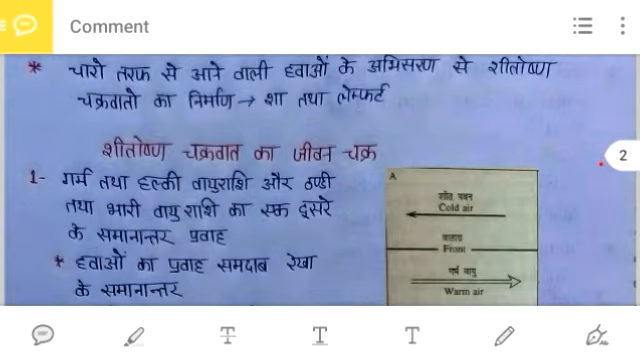 Comment
* चारो तरफ से आने वाली हवाओं के अभिसरण से शीतोष्ण
चक्रवातो का निर्माण → शा तथा लेम्फर्ट
शीतोष्ण चक्रवात का जीवन चक्र
2
1- गर्म तथा हल्की वायुराशि और ठण्डी
तथा भारी वायुराशि का एक दूसरे
के समानान्तर प्रवाह
* हवाओं का प्रवाह समदाब रेखा
के समानान्तर
A
शीत पवन
Cold air
वाताग्र
Front
गर्म वायु
Warm air
T
T
T